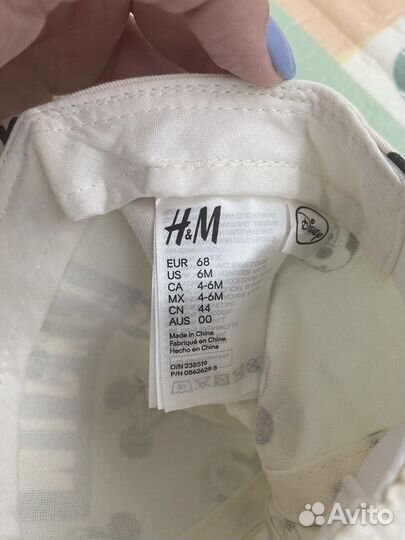 H&M
Disney
EUR 68
US 6M
CA 4-6M
MX 4-6M
CN 44
AUS 00
Made in China
Fabriqué en Chine
Hecho en China
O/N 238519
P/N 0862629 3
30
Avito